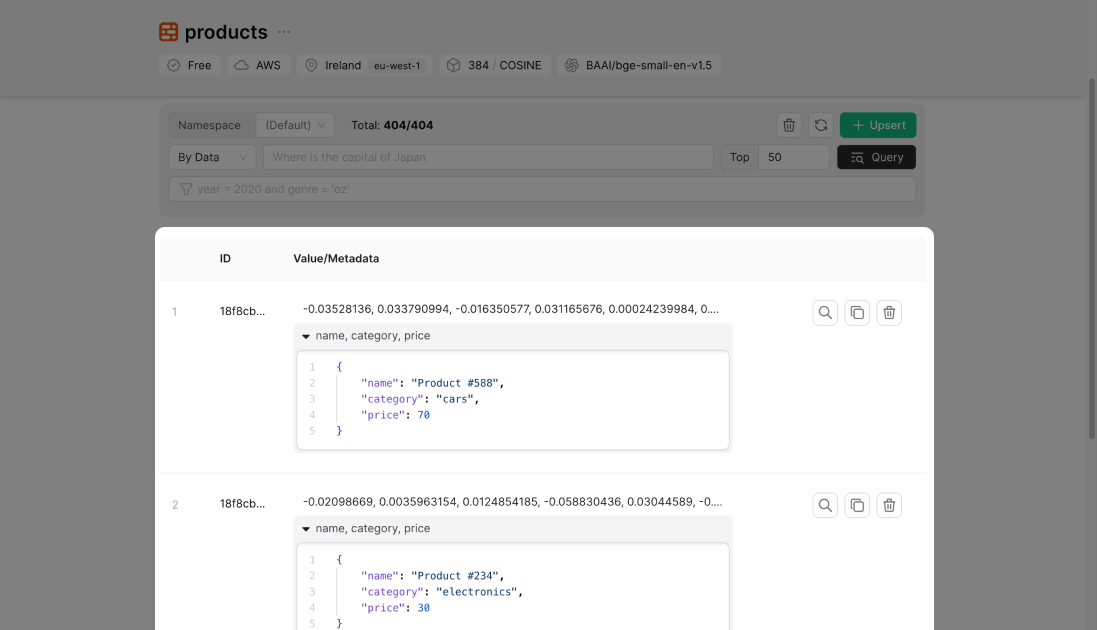 products ...
Free AWS Ireland eu-west-1 384 / COSINE BAAI/bge-small-en-v1.5
Namespace (Default) Total: 404/404 Upsert
By Data Where is the capital of Japan Top 50 Query
year = 2020 and genre = 'oz'
ID Value/Metadata
1 18f8cb... -0.03528136, 0.033790994, -0.016350577, 0.031165676, 0.00024239984, 0....
name, category, price
1 {
2 "name": "Product #588",
3 "category": "cars",
4 "price": 70
5 }
2 18f8cb... -0.02098669, 0.0035963154, 0.0124854185, -0.058830436, 0.03044589, -0....
name, category, price
1 {
2 "name": "Product #234",
3 "category": "electronics",
4 "price": 30
5 }